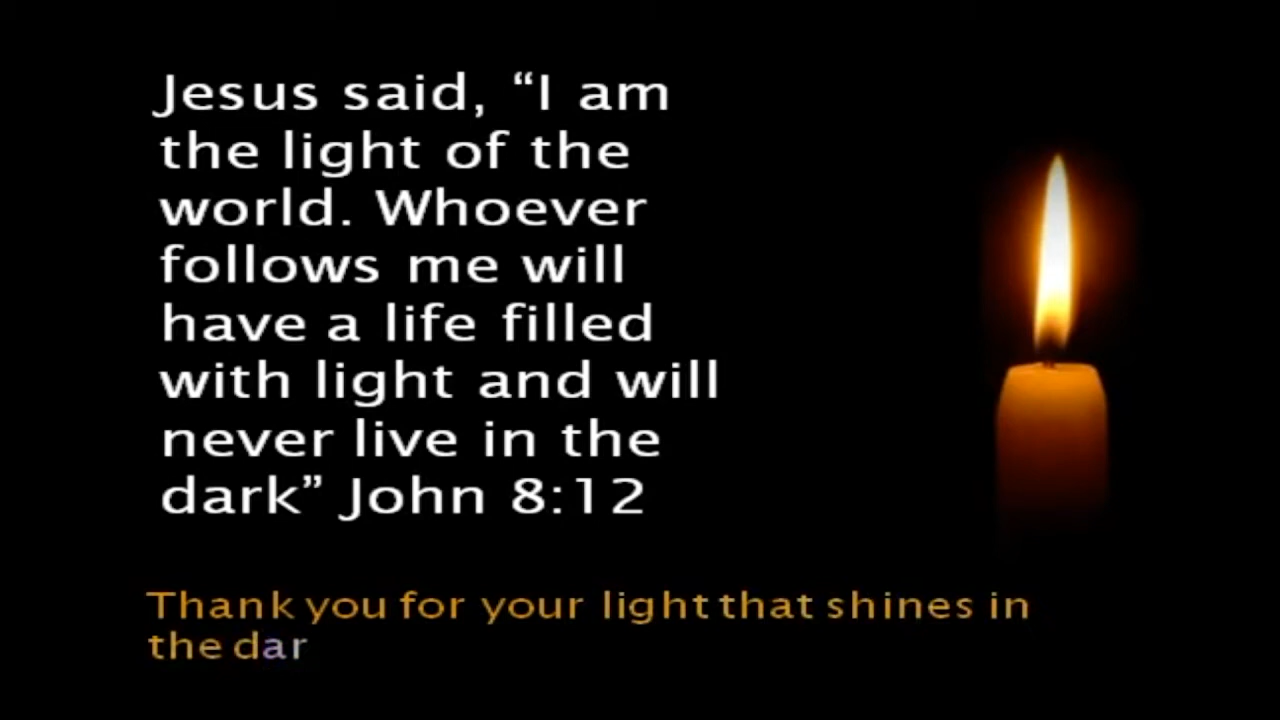 Jesus said, “I am
the light of the
world. Whoever
follows me will
have a life filled
with light and will
never live in the
dark” John 8:12
Thank you for your light that shines in
the dar